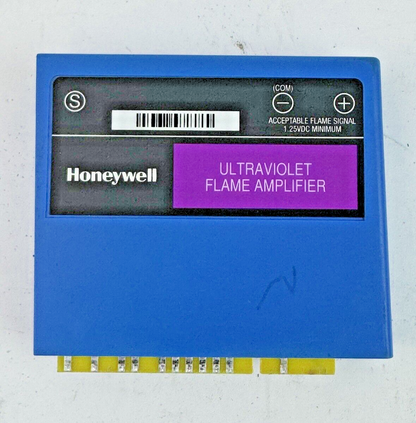 S
(COM)
− +
ACCEPTABLE FLAME SIGNAL
1.25VDC MINIMUM
Honeywell
ULTRAVIOLET
FLAME AMPLIFIER